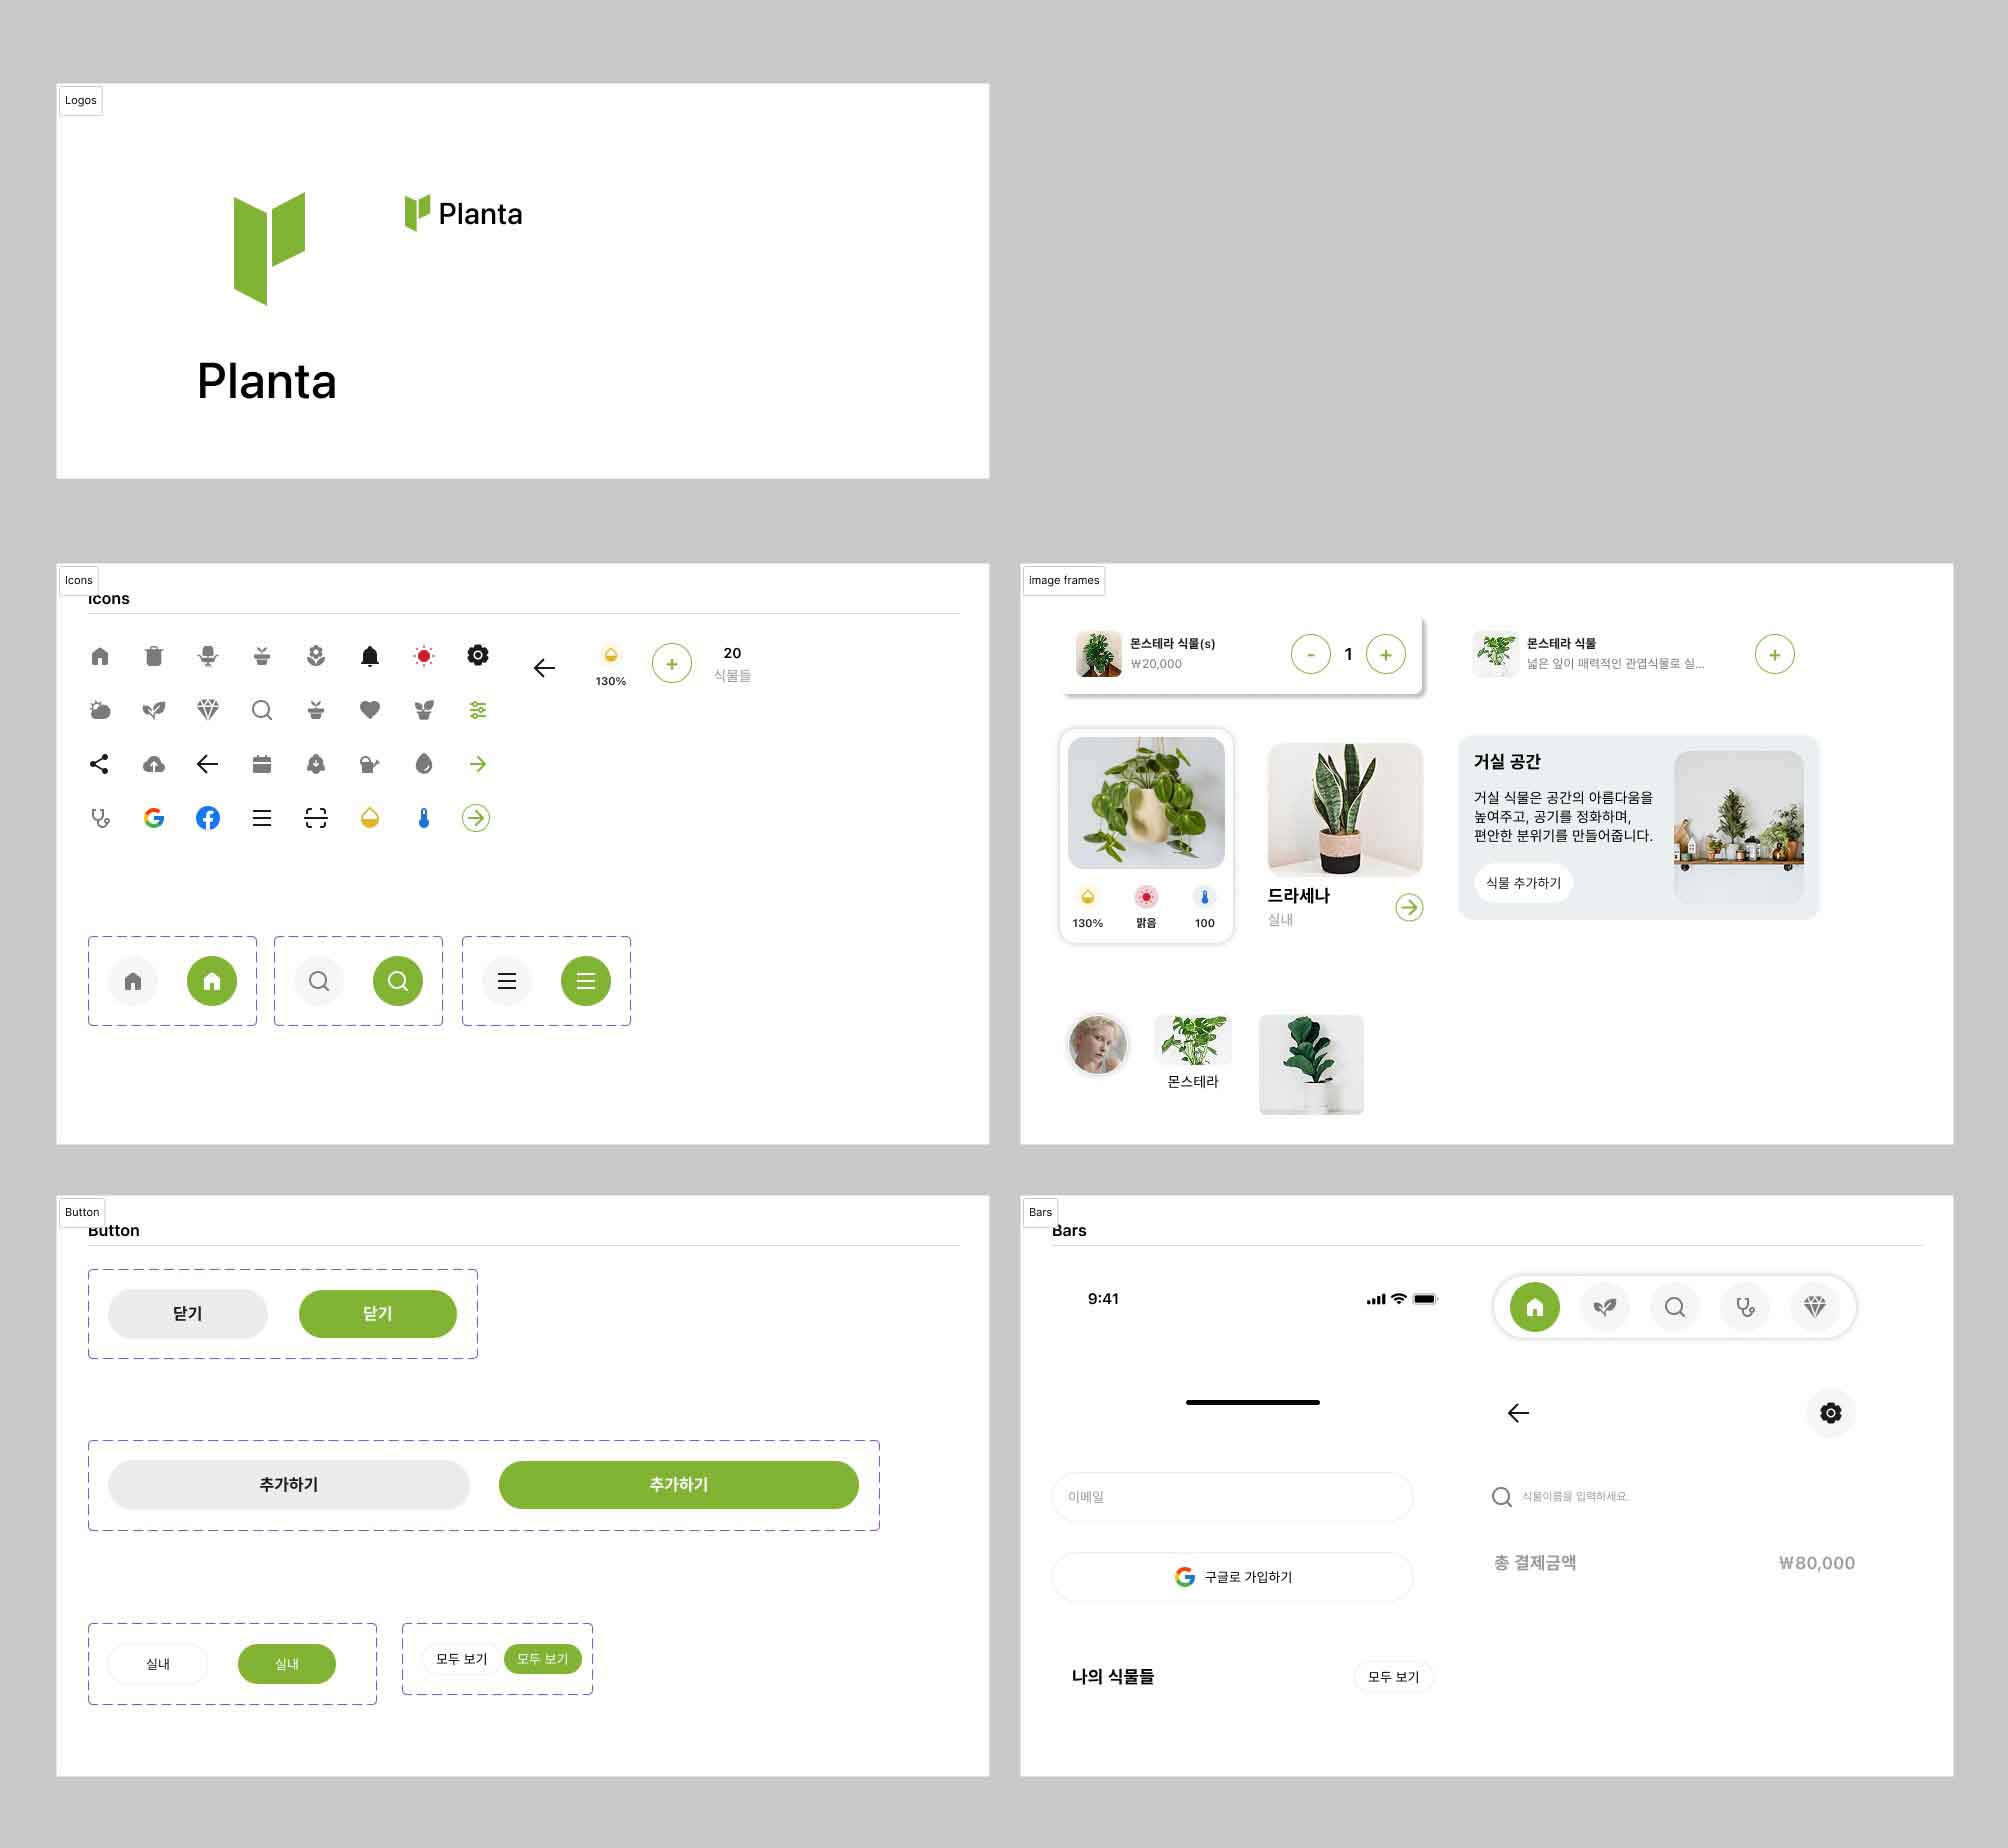 Logos
Planta
Planta
Icons
Icons
130%
20
식물들
image frames
몬스테라 식물(s)
₩20,000
-
1
+
몬스테라 식물
넓은 잎이 매력적인 관엽식물로 실...
+
+
130%
맑음
100
드라세나
실내
거실 공간
거실 식물은 공간의 아름다움을
높여주고, 공기를 정화하며,
편안한 분위기를 만들어줍니다.
식물 추가하기
몬스테라
Button
Button
닫기
닫기
추가하기
추가하기
실내
실내
모두 보기
모두 보기
Bars
Bars
9:41
이메일
식물이름을 입력하세요.
구글로 가입하기
총 결제금액
₩80,000
나의 식물들
모두 보기